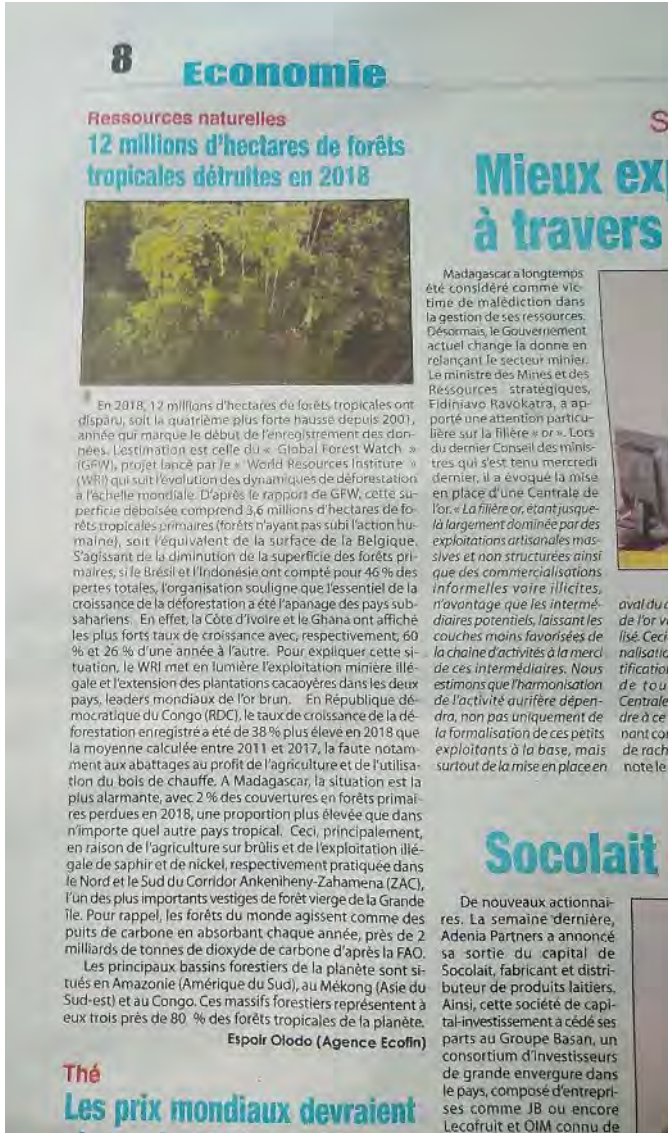 8
Economie
Ressources naturelles
12 millions d'hectares de forêts
tropicales détruites en 2018
En 2018, 12 millions d'hectares de forêts tropicales ont
disparu, soit la quatrième plus forte hausse depuis 2001,
année qui marque le début de l'enregistrement des don-
nées. L'estimation est celle du « Global Forest Watch »
(GFW), projet lancé par le « World Resources Institute »
(WRI) qui suit l'évolution des dynamiques de déforestation
à l'échelle mondiale. D'après le rapport de GFW, cette su-
perficie déboisée comprend 3,6 millions d'hectares de fo-
rêts tropicales primaires (forêts n'ayant pas subi l'action hu-
maine), soit l'équivalent de la surface de la Belgique.
S'agissant de la diminution de la superficie des forêts pri-
maires, si le Brésil et l'Indonésie ont compté pour 46 % des
pertes totales, l'organisation souligne que l'essentiel de la
croissance de la déforestation a été l'apanage des pays sub-
sahariens. En effet, la Côte d'Ivoire et le Ghana ont affiché
les plus forts taux de croissance avec, respectivement, 60
% et 26 % d'une année à l'autre. Pour expliquer cette si-
tuation, le WRI met en lumière l'exploitation minière illé-
gale et l'extension des plantations cacaoyères dans les deux
pays, leaders mondiaux de l'or brun. En République dé-
mocratique du Congo (RDC), le taux de croissance de la dé-
forestation enregistré a été de 38 % plus élevé en 2018 que
la moyenne calculée entre 2011 et 2017, la faute notam-
ment aux abattages au profit de l'agriculture et de l'utilisa-
tion du bois de chauffe. A Madagascar, la situation est la
plus alarmante, avec 2 % des couvertures en forêts primai-
res perdues en 2018, une proportion plus élevée que dans
n'importe quel autre pays tropical. Ceci, principalement,
en raison de l'agriculture sur brûlis et de l'exploitation illé-
gale de saphir et de nickel, respectivement pratiquée dans
le Nord et le Sud du Corridor Ankeniheny-Zahamena (ZAC),
l'un des plus importants vestiges de forêt vierge de la Grande
île. Pour rappel, les forêts du monde agissent comme des
puits de carbone en absorbant chaque année, près de 2
milliards de tonnes de dioxyde de carbone d'après la FAO.
Les principaux bassins forestiers de la planète sont si-
tués en Amazonie (Amérique du Sud), au Mékong (Asie du
Sud-est) et au Congo. Ces massifs forestiers représentent à
eux trois près de 80 % des forêts tropicales de la planète.
Espoir Olodo (Agence Ecofin)
Thé
Les prix mondiaux devraient
S
Mieux ex
à travers
Madagascar a longtemps
été considéré comme vic-
time de malédiction dans
la gestion de ses ressources.
Désormais, le Gouvernement
actuel change la donne en
relançant le secteur minier.
Le ministre des Mines et des
Ressources stratégiques,
Fidiniavo Ravokatra, a ap-
porté une attention particu-
lière sur la filière « or ». Lors
du dernier Conseil des minis-
tres qui s'est tenu mercredi
dernier, il a évoqué la mise
en place d'une Centrale de
l'or. « La filière or, étant jusque-
là largement dominée par des
exploitations artisanales mas-
sives et non structurées ainsi
que des commercialisations
informelles voire illicites,
n'avantage que les intermé-
diaires potentiels, laissant les
couches moins favorisées de
la chaine d'activités à la merci
de ces intermédiaires. Nous
estimons que l'harmonisation
de l'activité aurifère dépen-
dra, non pas uniquement de
la formalisation de ces petits
exploitants à la base, mais
surtout de la mise en place en
aval du c
de l'or v
lisé. Ceci
nalisatio
tification
de tou
Centrale
dre à ce
nant cor
de rach
note le
Socolait
De nouveaux actionnai-
res. La semaine dernière,
Adenia Partners a annoncé
sa sortie du capital de
Socolait, fabricant et distri-
buteur de produits laitiers.
Ainsi, cette société de capi-
tal-investissement a cédé ses
parts au Groupe Basan, un
consortium d'investisseurs
de grande envergure dans
le pays, composé d'entrepri-
ses comme JB ou encore
Lecofruit et OIM connu de